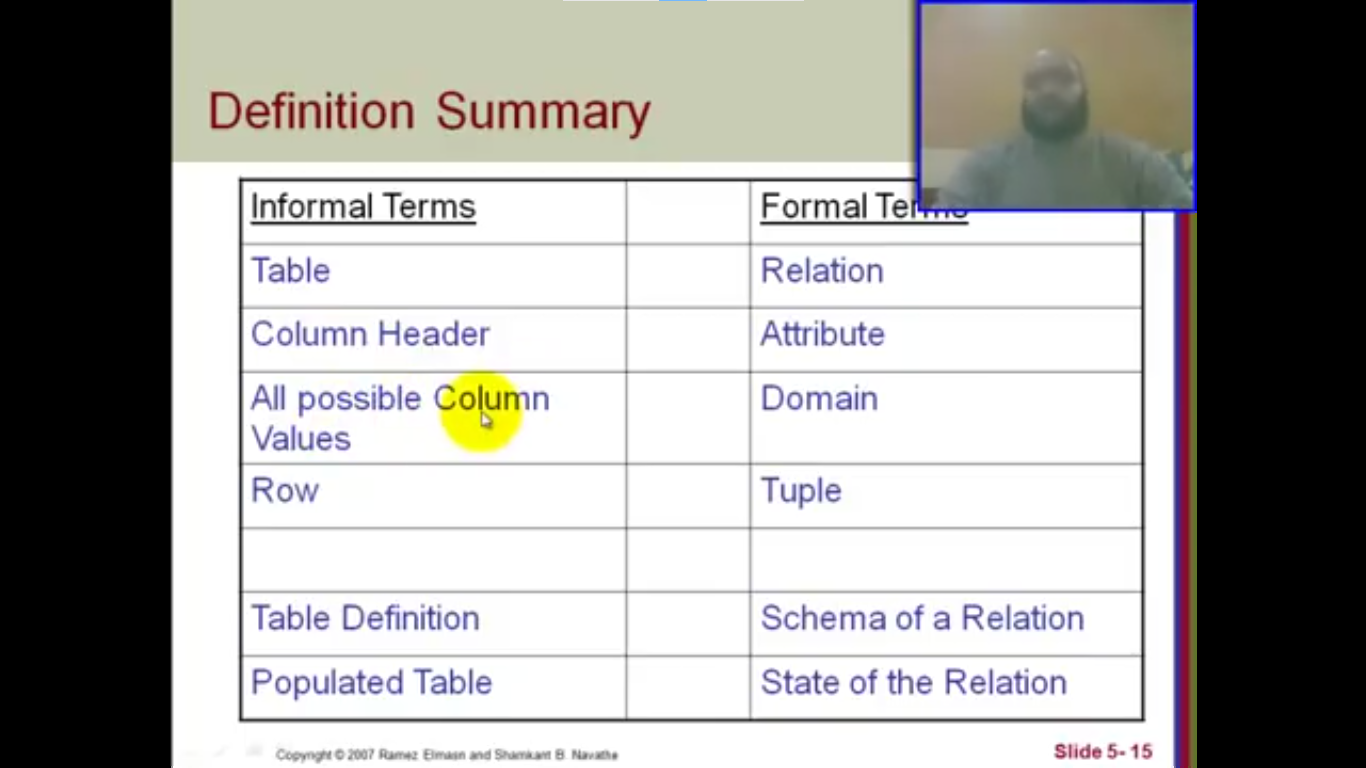 Definition Summary
Informal Terms
Formal Terms
Table
Relation
Column Header
Attribute
All possible Column
Values
Domain
Row
Tuple
Table Definition
Schema of a Relation
Populated Table
State of the Relation
Copyright © 2007 Ramez Elmasri and Shamkant B. Navathe
Slide 5- 15